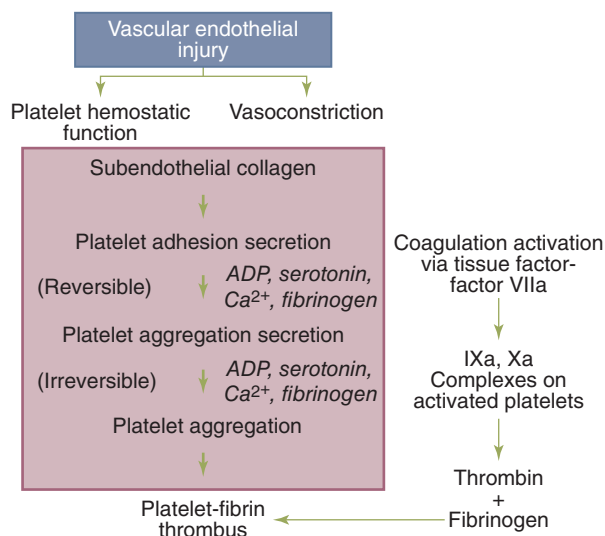 Vascular endothelial
injury
Platelet hemostatic
function
Vasoconstriction
Subendothelial collagen
Platelet adhesion secretion
(Reversible)
ADP, serotonin,
Ca2+, fibrinogen
Platelet aggregation secretion
(Irreversible)
ADP, serotonin,
Ca2+, fibrinogen
Platelet aggregation
Platelet-fibrin
thrombus
Coagulation activation
via tissue factor-
factor VIIa
IXa, Xa
Complexes on
activated platelets
Thrombin
+
Fibrinogen